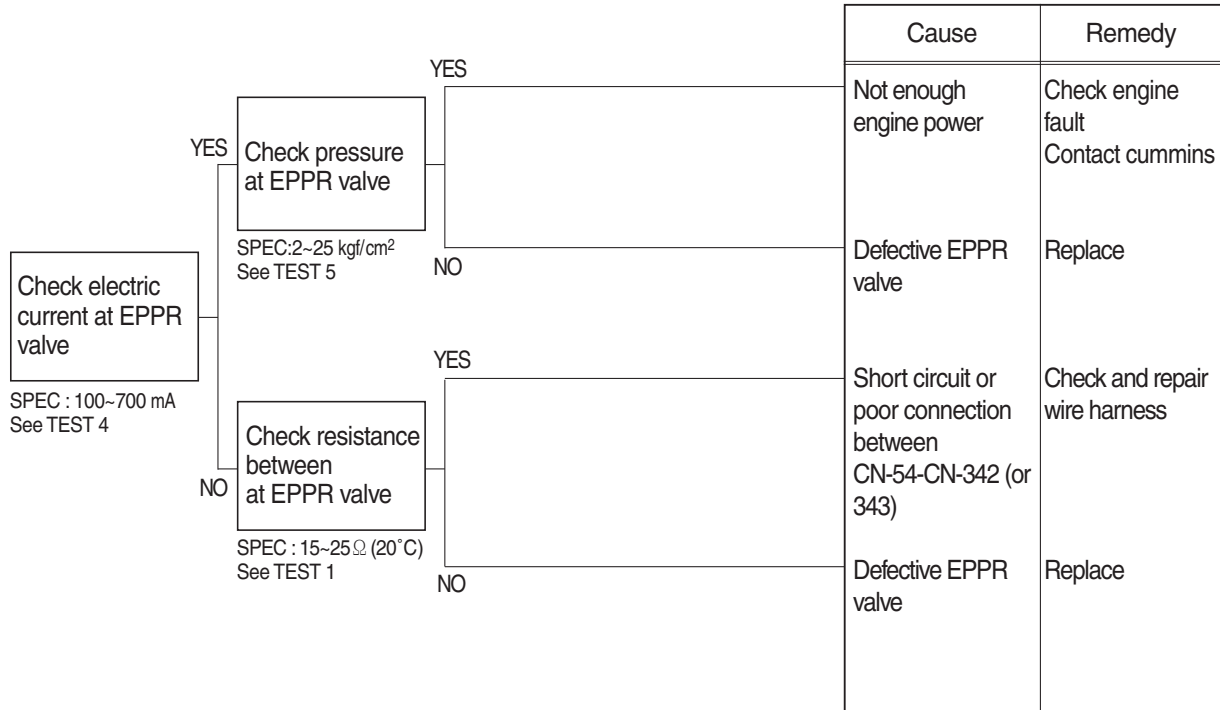 Cause
Remedy
YES
Not enough
engine power
Check engine
fault
Contact cummins
YES
Check pressure
at EPPR valve
SPEC:2~25 kgf/cm²
See TEST 5
NO
Defective EPPR
valve
Replace
Check electric
current at EPPR
valve
SPEC : 100~700 mA
See TEST 4
YES
Short circuit or
poor connection
between
CN-54-CN-342 (or
343)
Check and repair
wire harness
NO
Check resistance
between
at EPPR valve
SPEC : 15~25Ω (20˚C)
See TEST 1
NO
Defective EPPR
valve
Replace